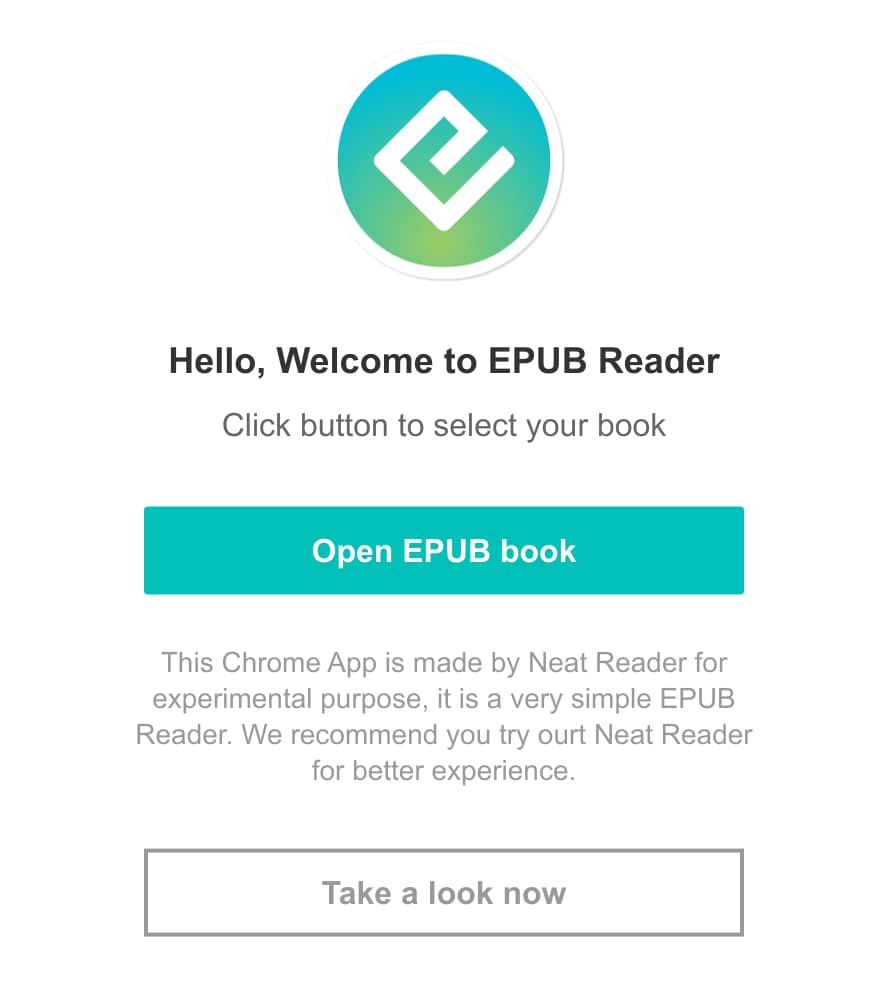 Hello, Welcome to EPUB Reader
Click button to select your book
Open EPUB book
This Chrome App is made by Neat Reader for
experimental purpose, it is a very simple EPUB
Reader. We recommend you try ourt Neat Reader
for better experience.
Take a look now